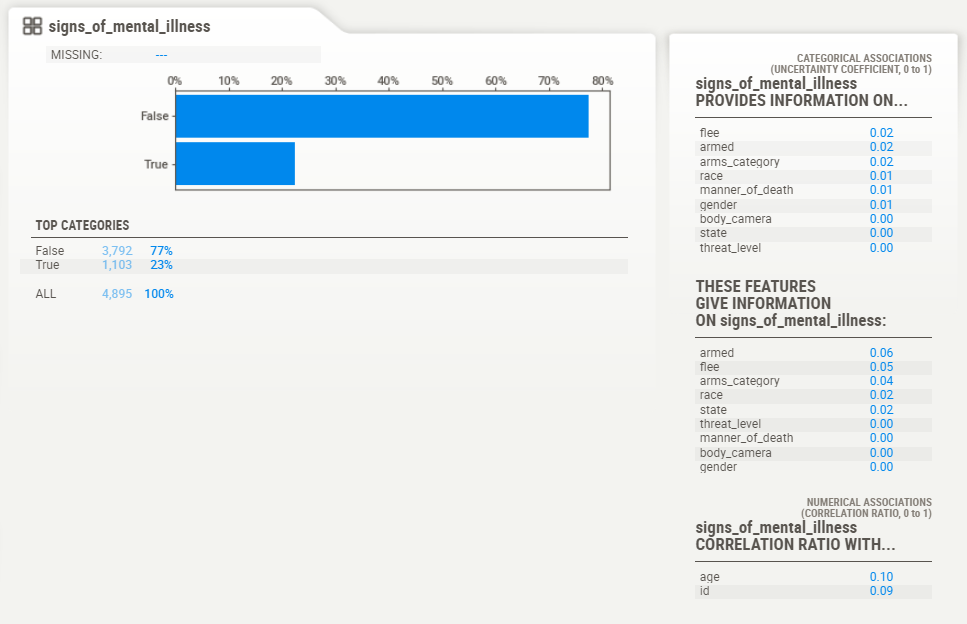 signs_of_mental_illness
MISSING: ---
0% 10% 20% 30% 40% 50% 60% 70% 80%
False
True
TOP CATEGORIES
False 3,792 77%
True 1,103 23%
ALL 4,895 100%
CATEGORICAL ASSOCIATIONS
(UNCERTAINTY COEFFICIENT, 0 to 1)
signs_of_mental_illness
PROVIDES INFORMATION ON...
flee 0.02
armed 0.02
arms_category 0.02
race 0.01
manner_of_death 0.01
gender 0.01
body_camera 0.00
state 0.00
threat_level 0.00
THESE FEATURES
GIVE INFORMATION
ON signs_of_mental_illness:
armed 0.06
flee 0.05
arms_category 0.04
race 0.02
state 0.02
threat_level 0.00
manner_of_death 0.00
body_camera 0.00
gender 0.00
NUMERICAL ASSOCIATIONS
(CORRELATION RATIO, 0 to 1)
signs_of_mental_illness
CORRELATION RATIO WITH...
age 0.10
id 0.09